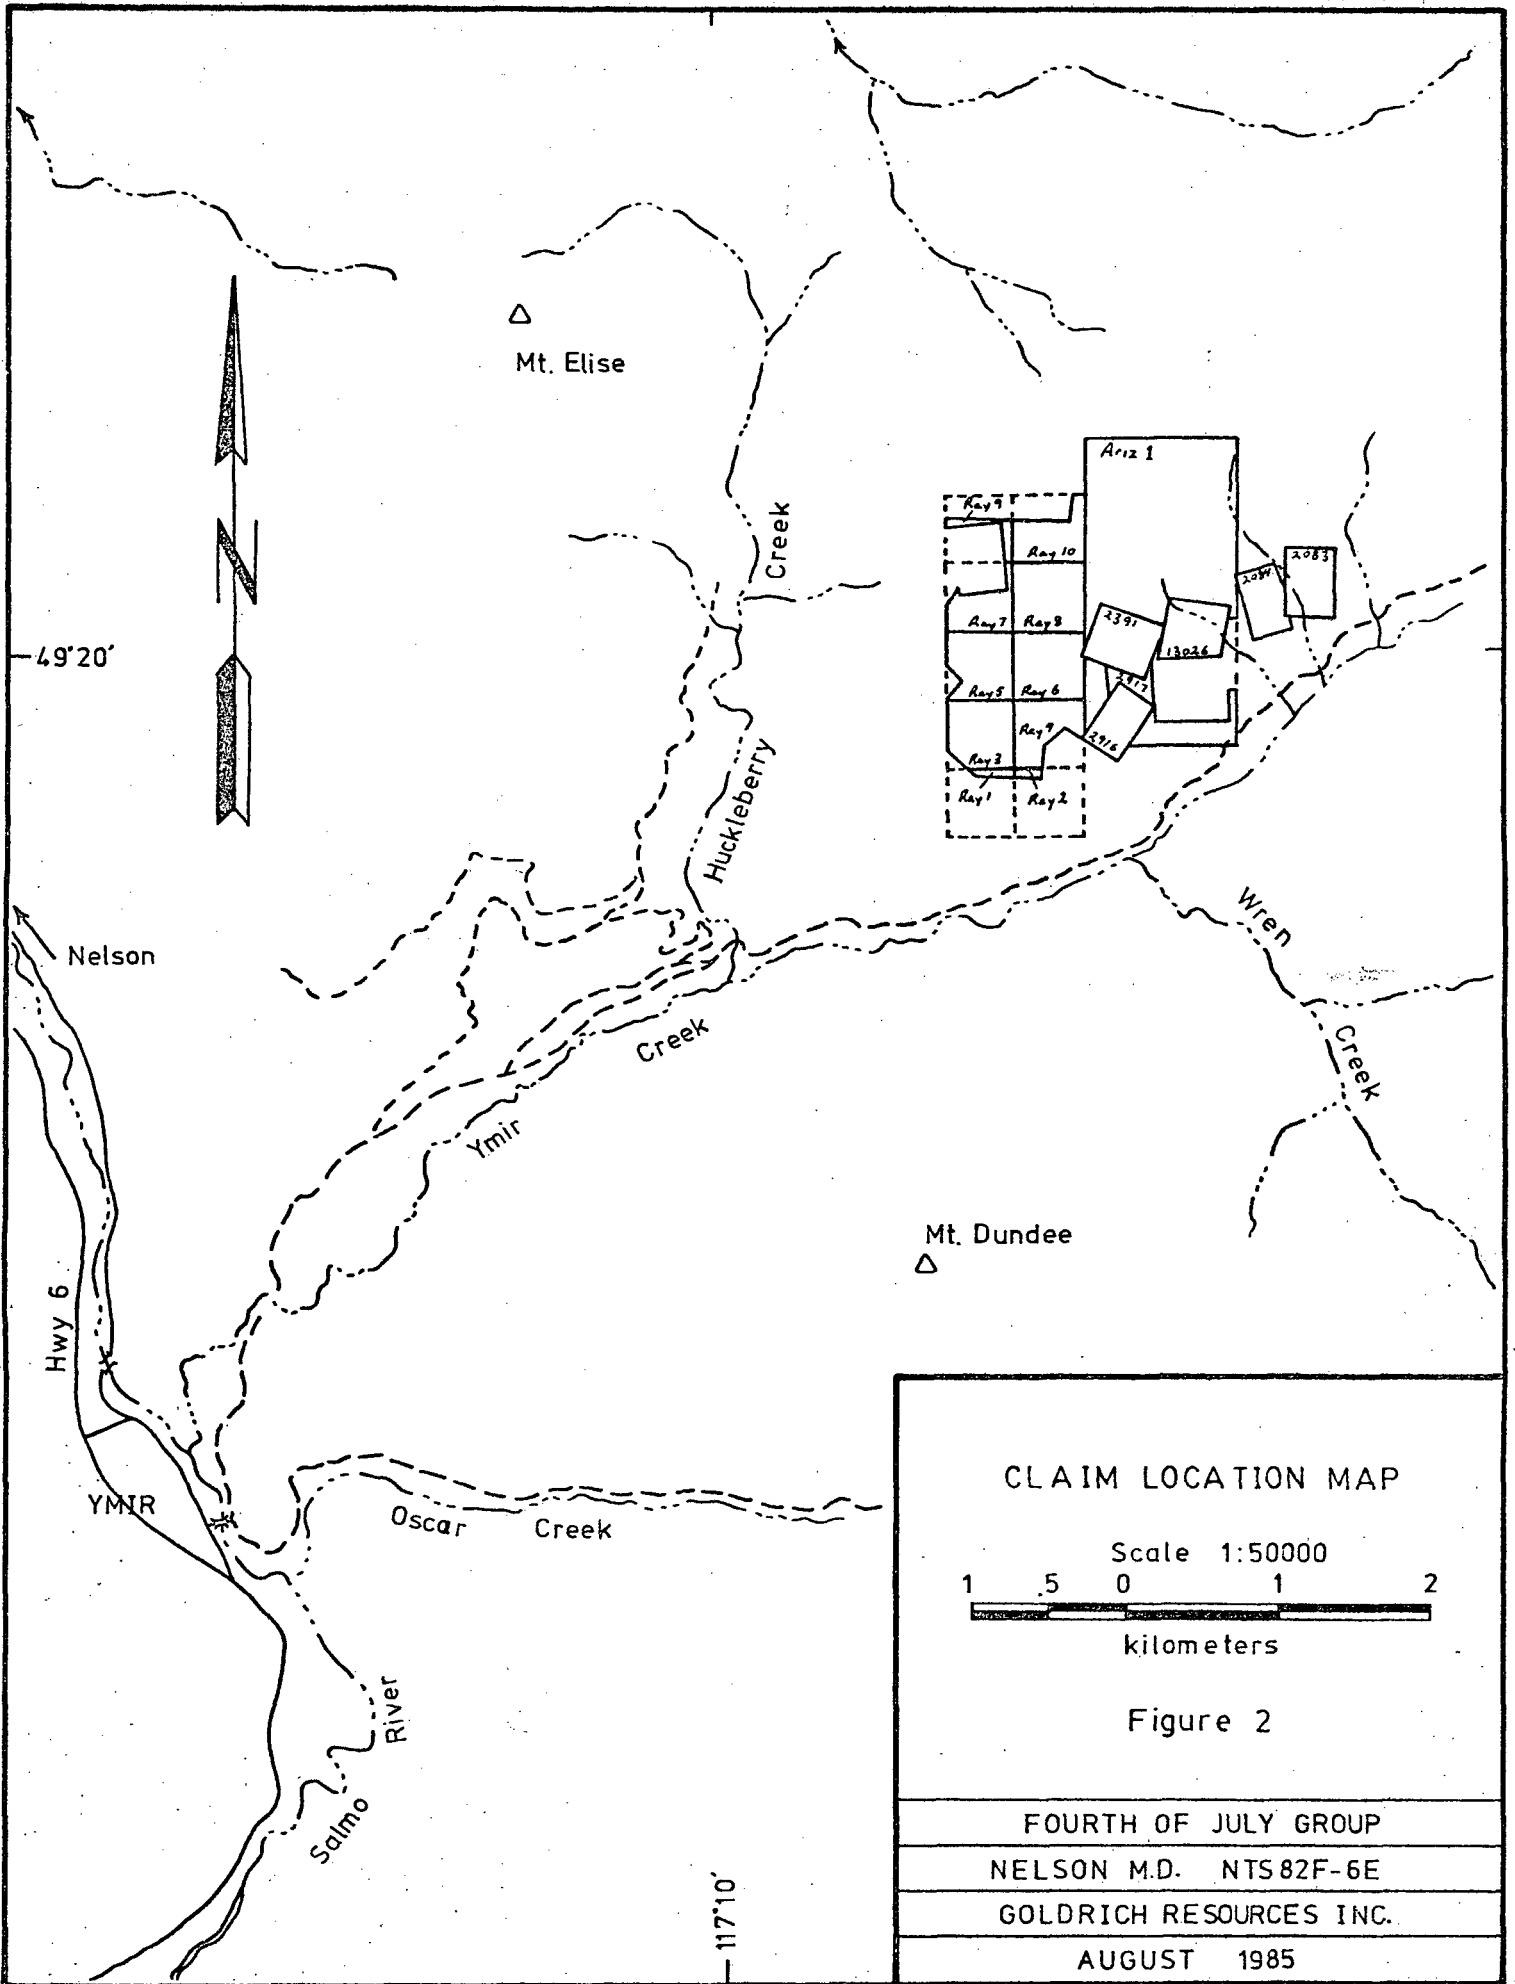 Mt. Elise
Creek
Ariz 1
Ray 9
Ray 10
2083
2084
Ray 7
Ray 8
2391
13026
49°20'
2917
Ray 5
Ray 6
Ray 9
2916
Ray 3
Ray 1
Ray 2
Huckleberry
N
Nelson
Wren
Creek
Creek
Ymir
Mt. Dundee
Hwy 6
YMIR
Oscar
Creek
River
Salmo
117°10'
CLAIM LOCATION MAP
Scale 1:50000
1 .5 0 1 2
kilometers
Figure 2
FOURTH OF JULY GROUP
NELSON M.D. NTS 82F-6E
GOLDRICH RESOURCES INC.
AUGUST 1985